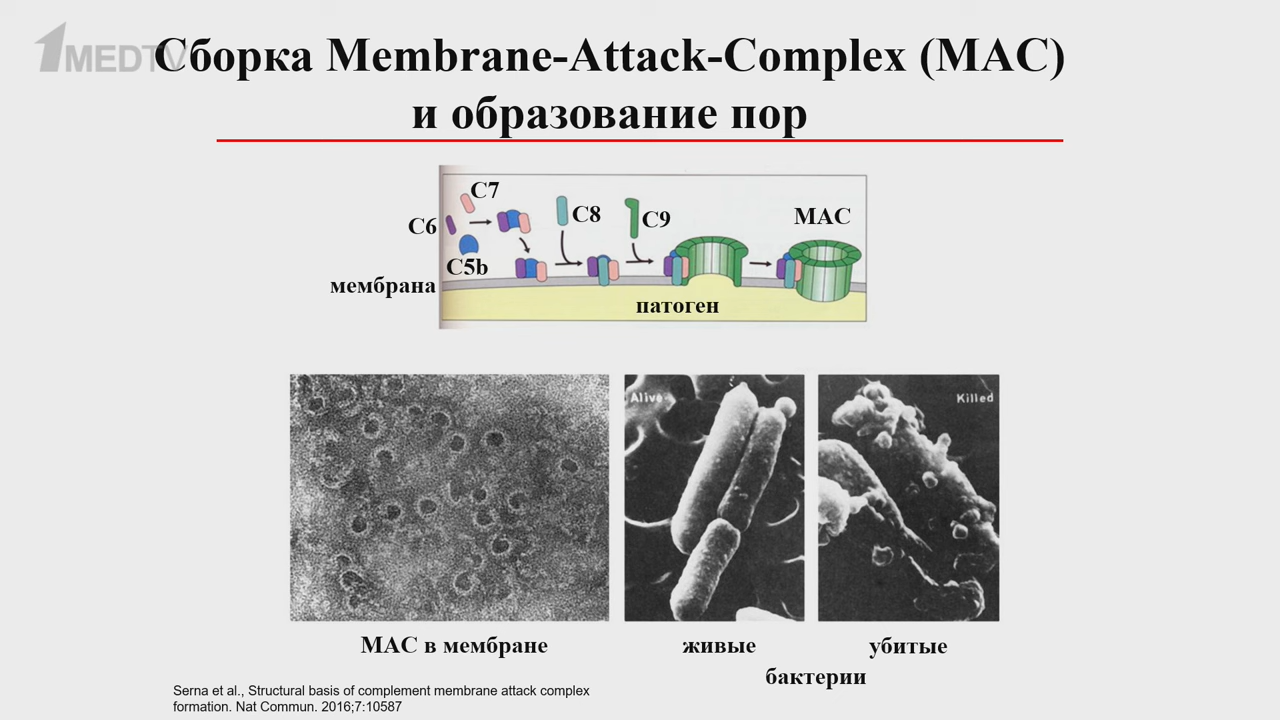 1MEDTV
Сборка Membrane-Attack-Complex (MAC)
и образование пор
C7
C6
C8
C9
MAC
C5b
мембрана
патоген
Alive
Killed
MAC в мембране
живые
убитые
бактерии
Serna et al., Structural basis of complement membrane attack complex
formation. Nat Commun. 2016;7:10587